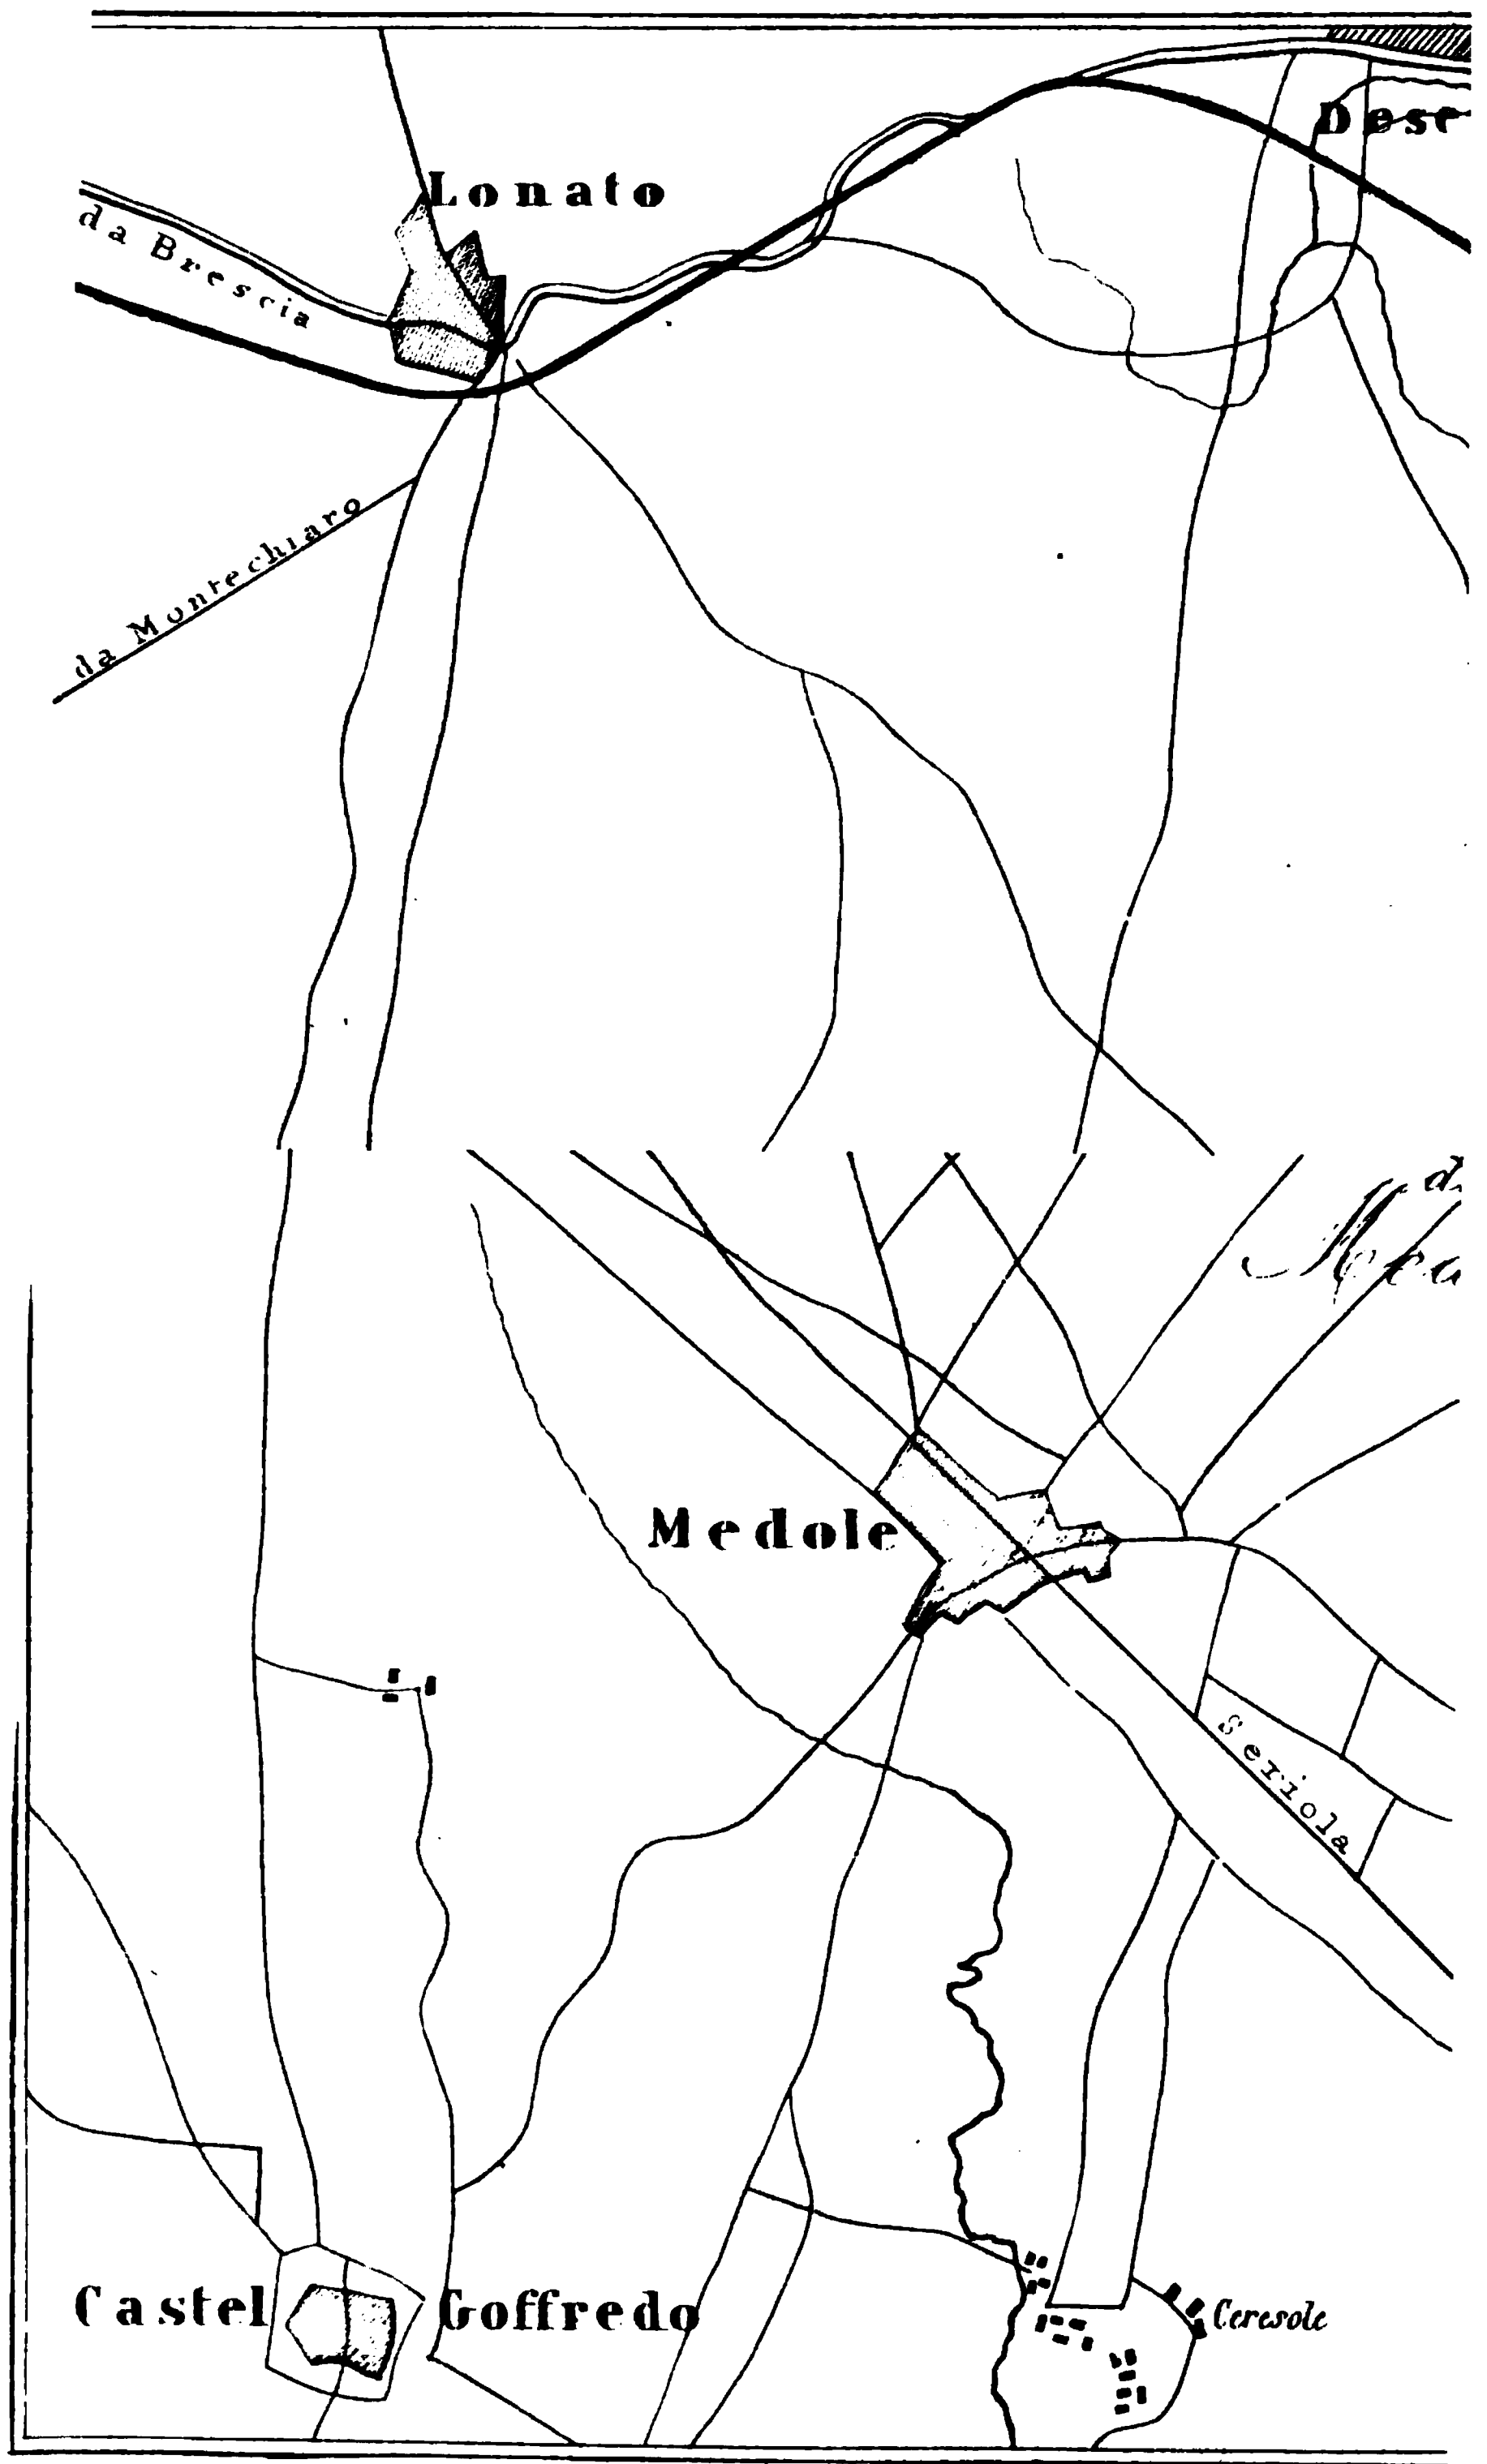 Lonato
da Brescia
da Montechiaro
Medole
Seriola
Castel Goffredo
Ceresole